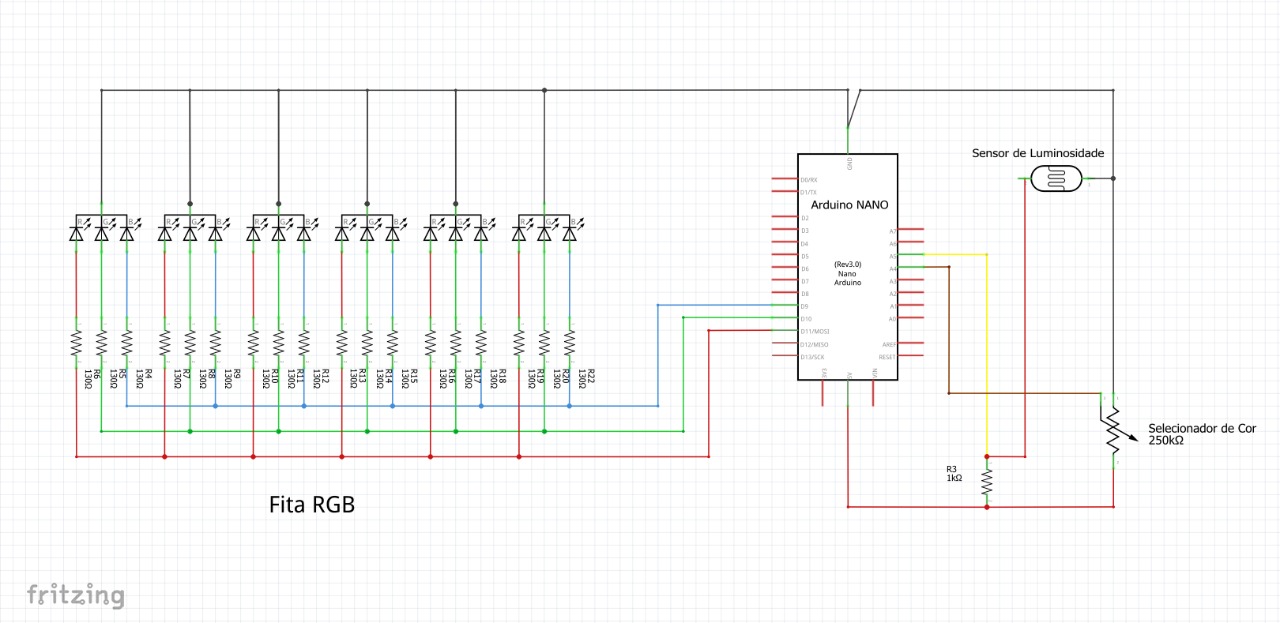 Sensor de Luminosidade
GND
D0/RX
D1/TX
Arduino NANO
D2
D3
D4
D5
D6
D7
D8
D9
D10
D11/MOSI
D12/MISO
D13/SCK
(Rev3.0)
Nano
Arduino
A7
A6
A5
A4
A3
A2
A1
A0
AREF
RESET
3V3
5V
VIN
R G B
R G B
R G B
R G B
R G B
R G B
R6
130Ω
R5
130Ω
R4
130Ω
R7
130Ω
R8
130Ω
R9
130Ω
R10
130Ω
R11
130Ω
R12
130Ω
R13
130Ω
R14
130Ω
R15
130Ω
R16
130Ω
R17
130Ω
R18
130Ω
R19
130Ω
R20
130Ω
R22
130Ω
Selecionador de Cor
250kΩ
R3
1kΩ
Fita RGB
fritzing